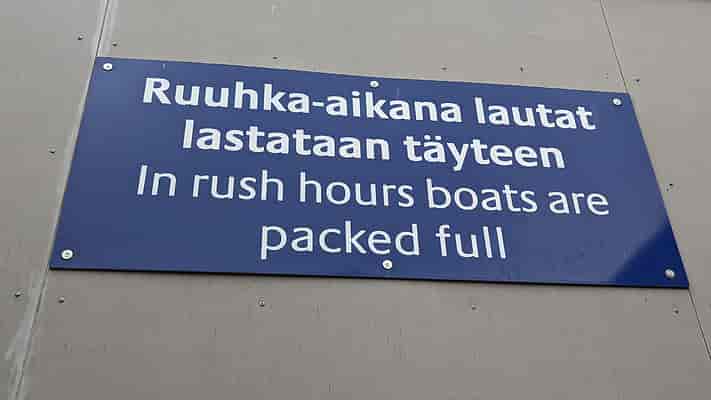 Ruuhka-aikana lautat
lastataan täyteen
In rush hours boats are
packed full